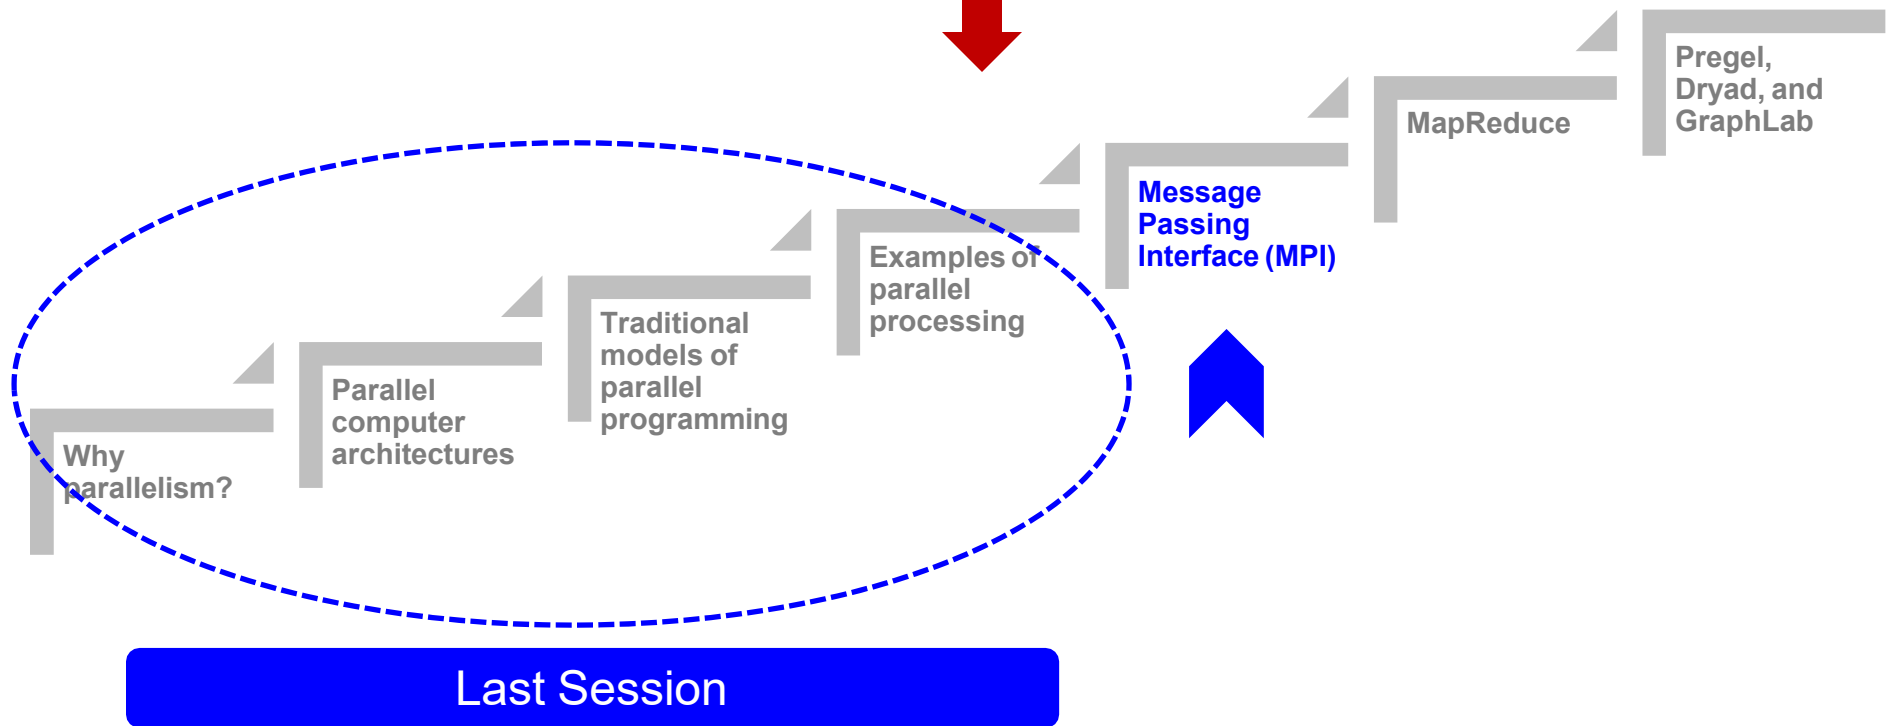 Why
parallelism?
Parallel
computer
architectures
Traditional
models of
parallel
programming
Examples of
parallel
processing
Message
Passing
Interface (MPI)
MapReduce
Pregel,
Dryad, and
GraphLab
Last Session